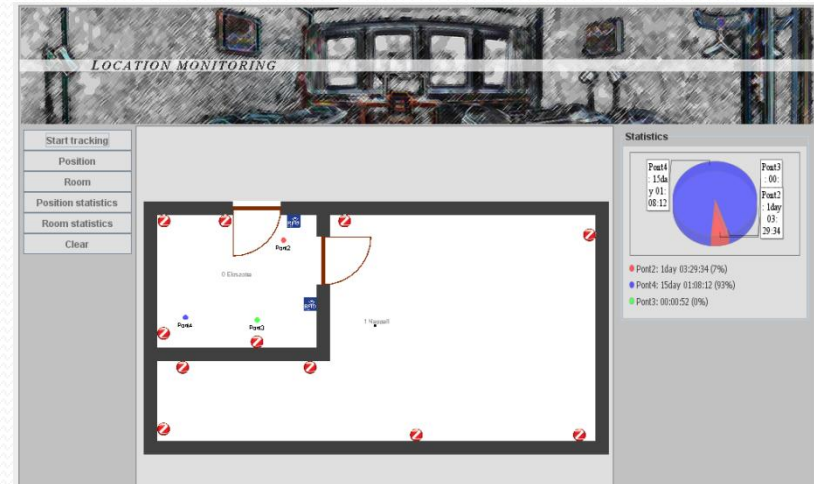 LOCATION MONITORING
Start tracking
Position
Room
Position statistics
Room statistics
Clear
Pont2
Pont4
Pont3
Statistics
Pont4
: 15da
y 01:
08:12
Pont3
: 00:
Pont2
: 1day
03:
29:34
Pont2: 1day 03:29:34 (7%)
Pont4: 15day 01:08:12 (93%)
Pont3: 00:00:52 (0%)